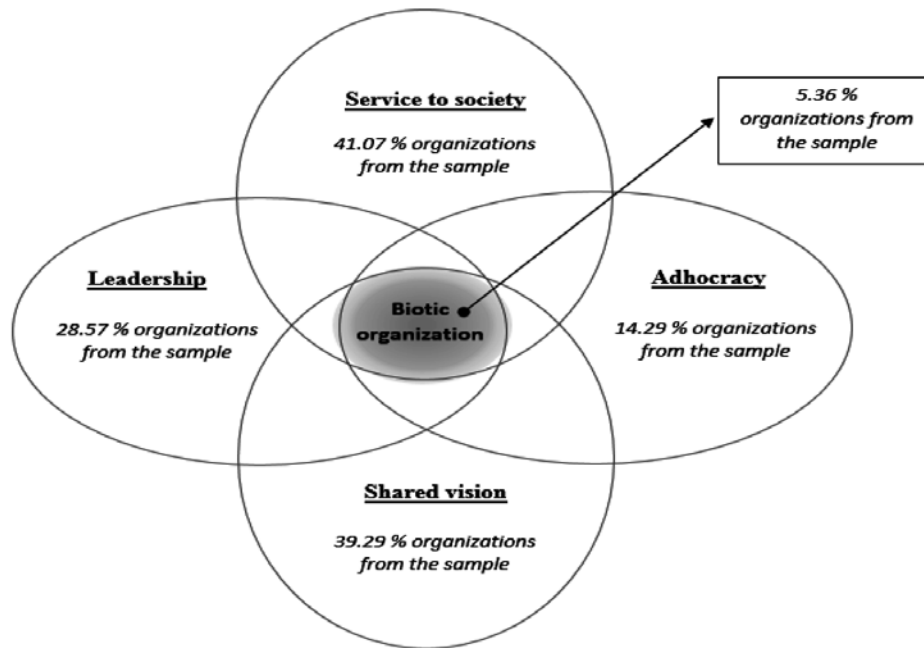 Service to society
41.07 % organizations
from the sample
5.36 %
organizations from
the sample
Leadership
28.57 % organizations
from the sample
Biotic
organization
Adhocracy
14.29 % organizations
from the sample
Shared vision
39.29 % organizations
from the sample